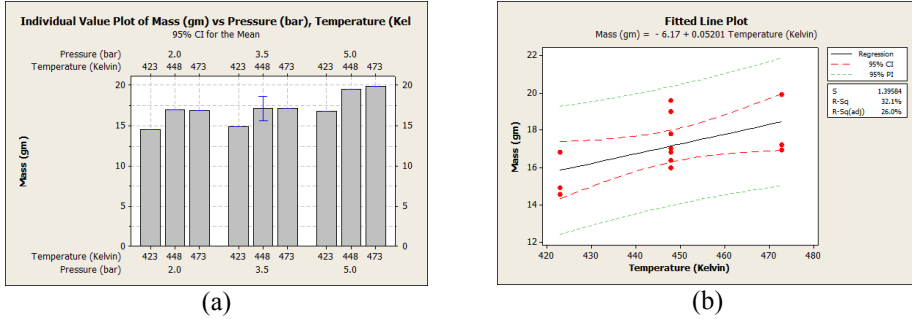 Individual Value Plot of Mass (gm) vs Pressure (bar), Temperature (Kel
95% CI for the Mean
Pressure (bar) 2.0 3.5 5.0
Temperature (Kelvin) 423 448 473 423 448 473 423 448 473
20 20
15 15
10 10
5 5
0 0
Mass (gm)
Temperature (Kelvin) 423 448 473 423 448 473 423 448 473
Pressure (bar) 2.0 3.5 5.0
(a)
Fitted Line Plot
Mass (gm) = - 6.17 + 0.05201 Temperature (Kelvin)
22
20
18
16
14
12
Mass (gm)
420 430 440 450 460 470 480
Temperature (Kelvin)
Regression
95% CI
95% PI
S 1.39584
R-Sq 32.1%
R-Sq(adj) 26.0%
(b)